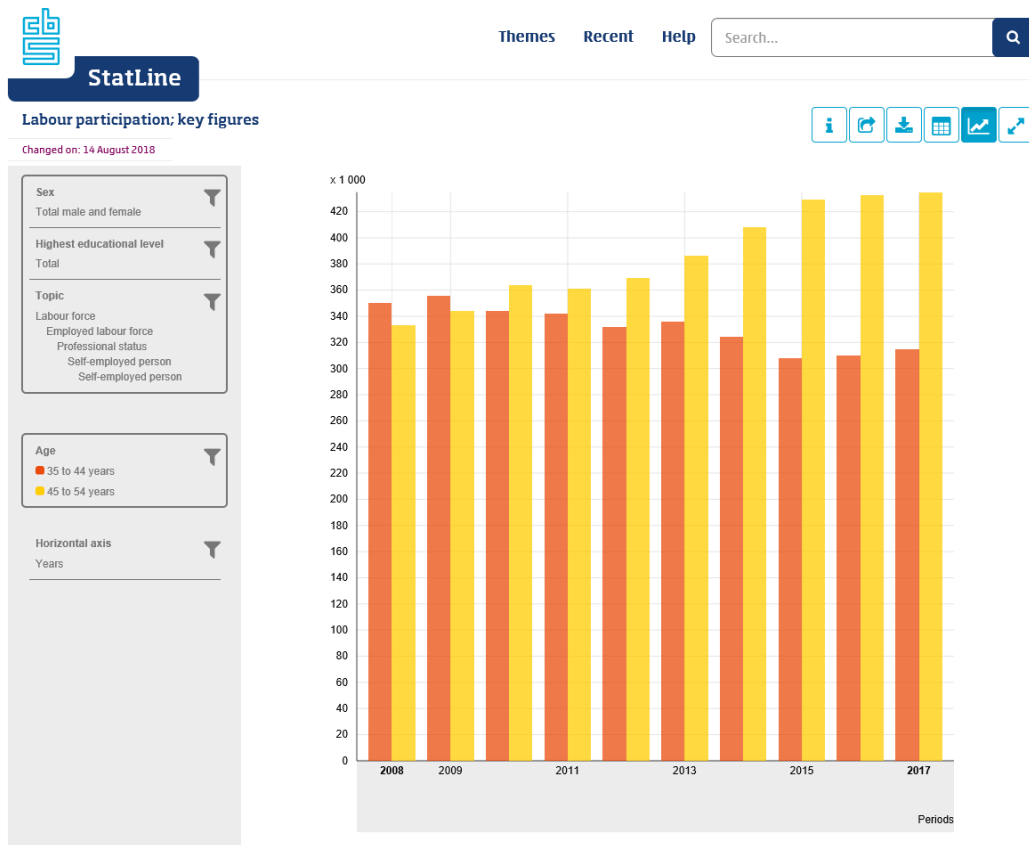 cbs
StatLine
Themes Recent Help Search...
Labour participation; key figures
Changed on: 14 August 2018
Sex
Total male and female
Highest educational level
Total
Topic
Labour force
Employed labour force
Professional status
Self-employed person
Self-employed person
Age
35 to 44 years
45 to 54 years
Horizontal axis
Years
x 1 000
420
400
380
360
340
320
300
280
260
240
220
200
180
160
140
120
100
80
60
40
20
0
2008 2009 2011 2013 2015 2017
Periods